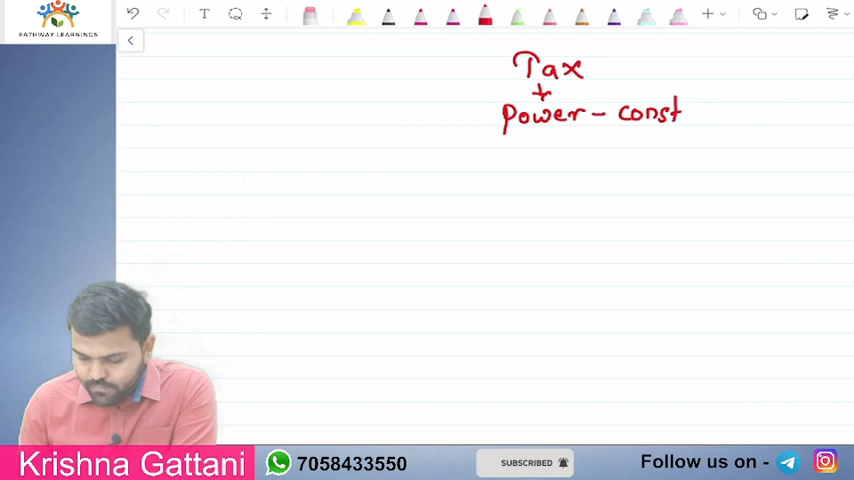 PATHWAY LEARNINGS
T
Tax
Power - const
Krishna Gattani
7058433550
SUBSCRIBED
Follow us on -